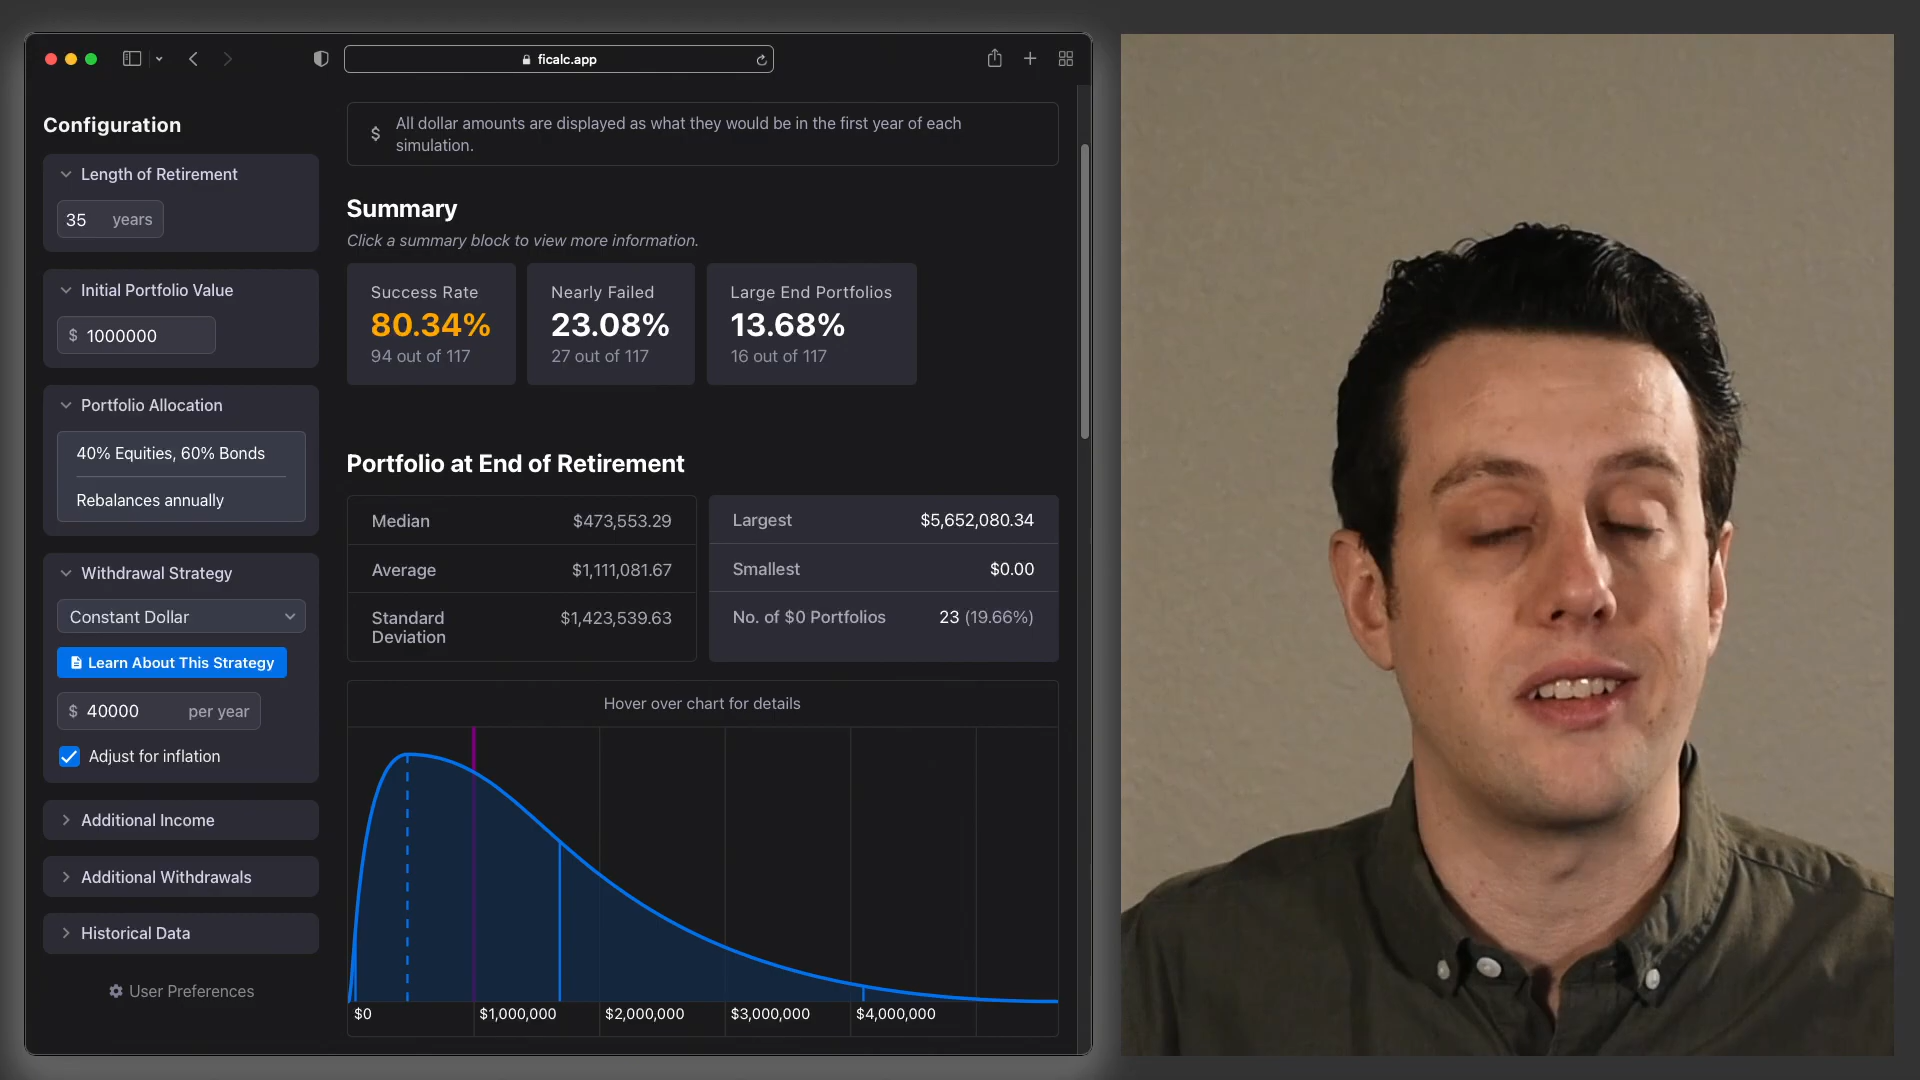 ficalc.app
Configuration
Length of Retirement
35 years
Initial Portfolio Value
$ 1000000
Portfolio Allocation
40% Equities, 60% Bonds
Rebalances annually
Withdrawal Strategy
Constant Dollar
Learn About This Strategy
$ 40000 per year
Adjust for inflation
Additional Income
Additional Withdrawals
Historical Data
User Preferences
$ All dollar amounts are displayed as what they would be in the first year of each
simulation.
Summary
Click a summary block to view more information.
Success Rate
80.34%
94 out of 117
Nearly Failed
23.08%
27 out of 117
Large End Portfolios
13.68%
16 out of 117
Portfolio at End of Retirement
Median $473,553.29
Average $1,111,081.67
Standard
Deviation $1,423,539.63
Largest $5,652,080.34
Smallest $0.00
No. of $0 Portfolios 23 (19.66%)
Hover over chart for details
$0 $1,000,000 $2,000,000 $3,000,000 $4,000,000